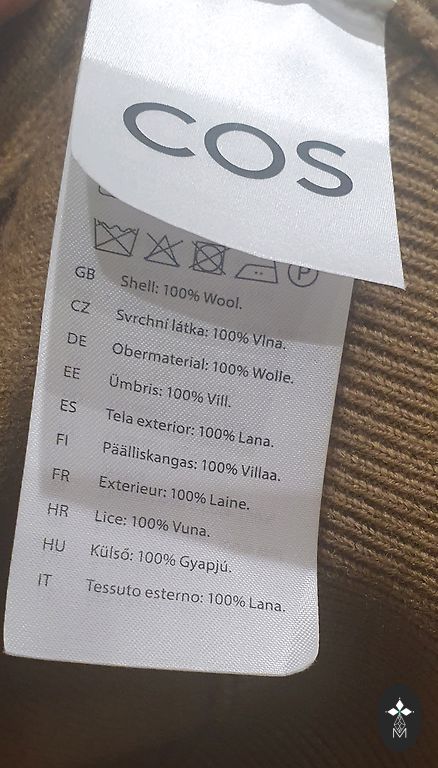 COS
P
GB Shell: 100% Wool.
CZ Svrchní látka: 100% Vlna.
DE Obermaterial: 100% Wolle.
EE Ümbris: 100% Vill.
ES Tela exterior: 100% Lana.
FI Päälliskangas: 100% Villaa.
FR Exterieur: 100% Laine.
HR Lice: 100% Vuna.
HU Külső: 100% Gyapjú.
IT Tessuto esterno: 100% Lana.
M